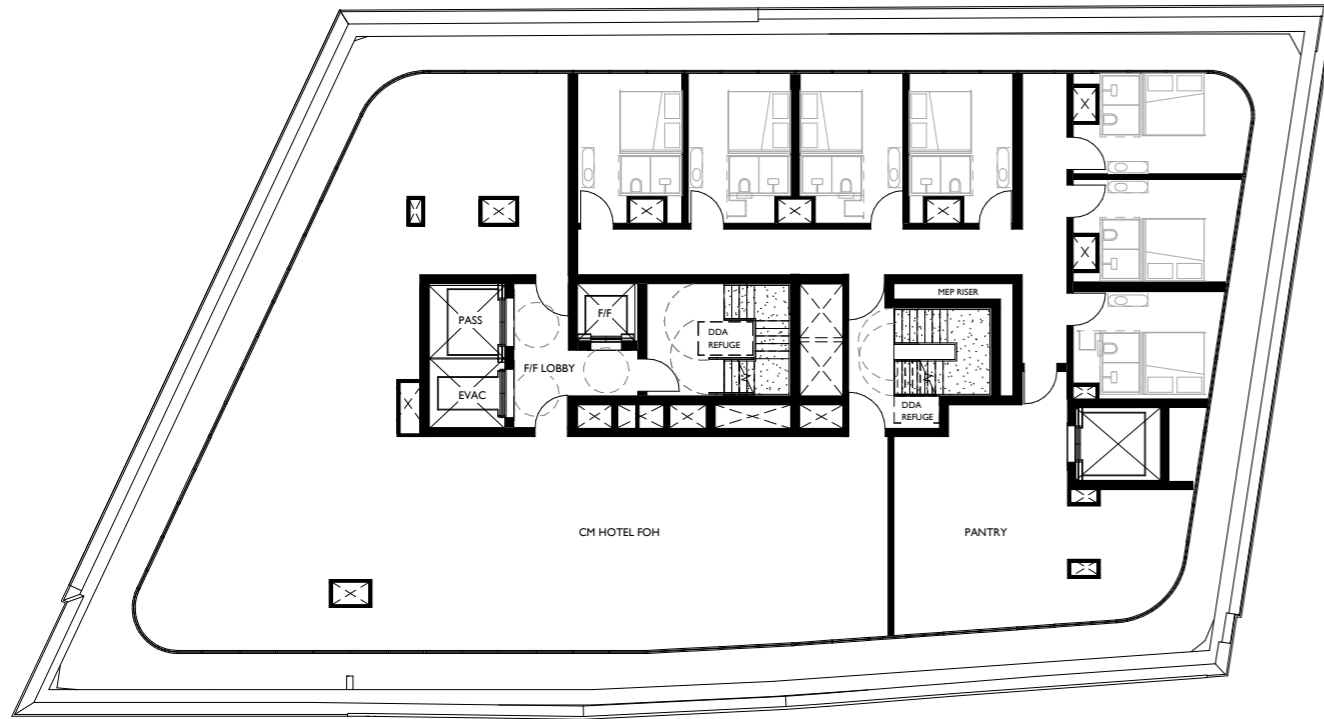 MEP RISER
PASS
F/F
DDA
REFUGE
F/F LOBBY
EVAC
DDA
REFUGE
CM HOTEL FOH
PANTRY